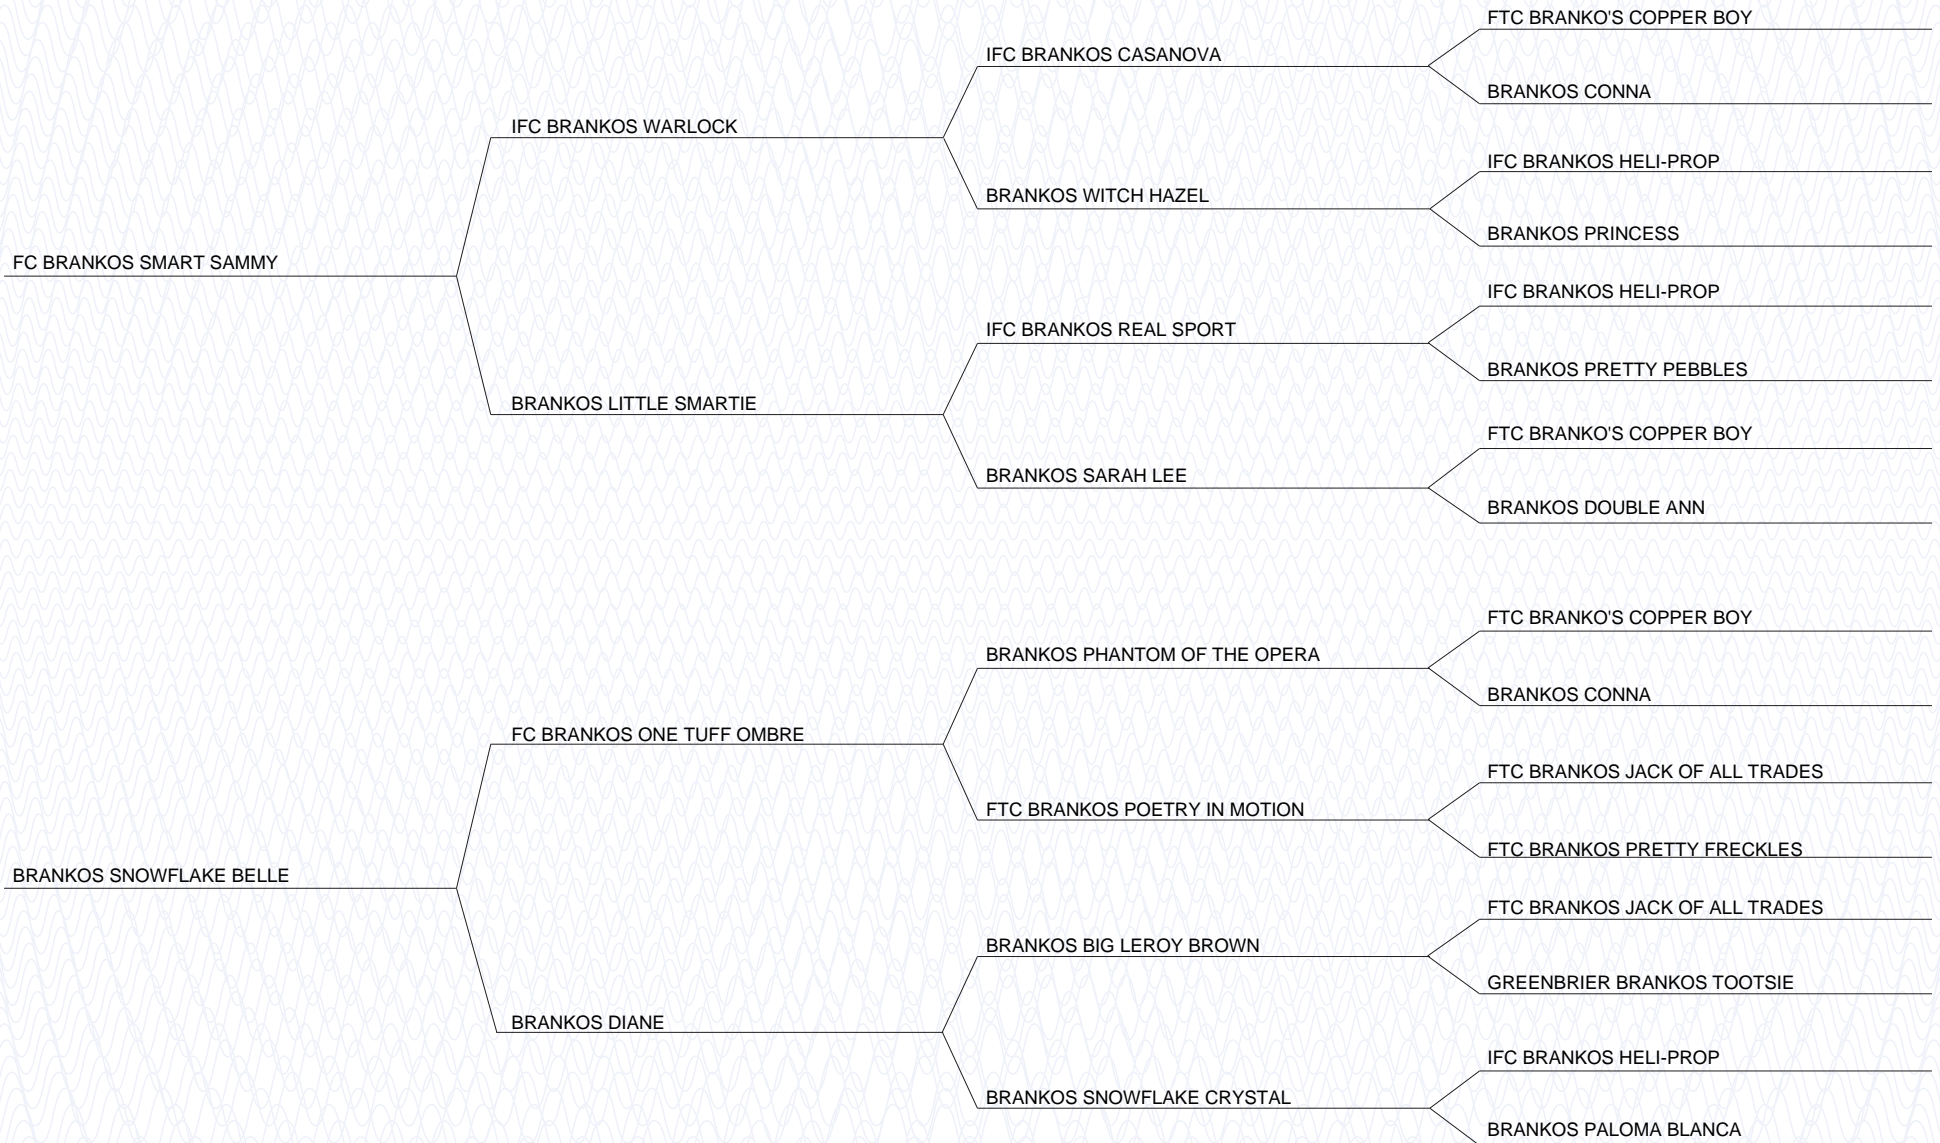 FTC BRANKO'S COPPER BOY
IFC BRANKOS CASANOVA
BRANKOS CONNA
IFC BRANKOS WARLOCK
IFC BRANKOS HELI-PROP
BRANKOS WITCH HAZEL
BRANKOS PRINCESS
FC BRANKOS SMART SAMMY
IFC BRANKOS HELI-PROP
IFC BRANKOS REAL SPORT
BRANKOS PRETTY PEBBLES
BRANKOS LITTLE SMARTIE
FTC BRANKO'S COPPER BOY
BRANKOS SARAH LEE
BRANKOS DOUBLE ANN
FTC BRANKO'S COPPER BOY
BRANKOS PHANTOM OF THE OPERA
BRANKOS CONNA
FC BRANKOS ONE TUFF OMBRE
FTC BRANKOS JACK OF ALL TRADES
FTC BRANKOS POETRY IN MOTION
FTC BRANKOS PRETTY FRECKLES
BRANKOS SNOWFLAKE BELLE
FTC BRANKOS JACK OF ALL TRADES
BRANKOS BIG LEROY BROWN
GREENBRIER BRANKOS TOOTSIE
BRANKOS DIANE
IFC BRANKOS HELI-PROP
BRANKOS SNOWFLAKE CRYSTAL
BRANKOS PALOMA BLANCA